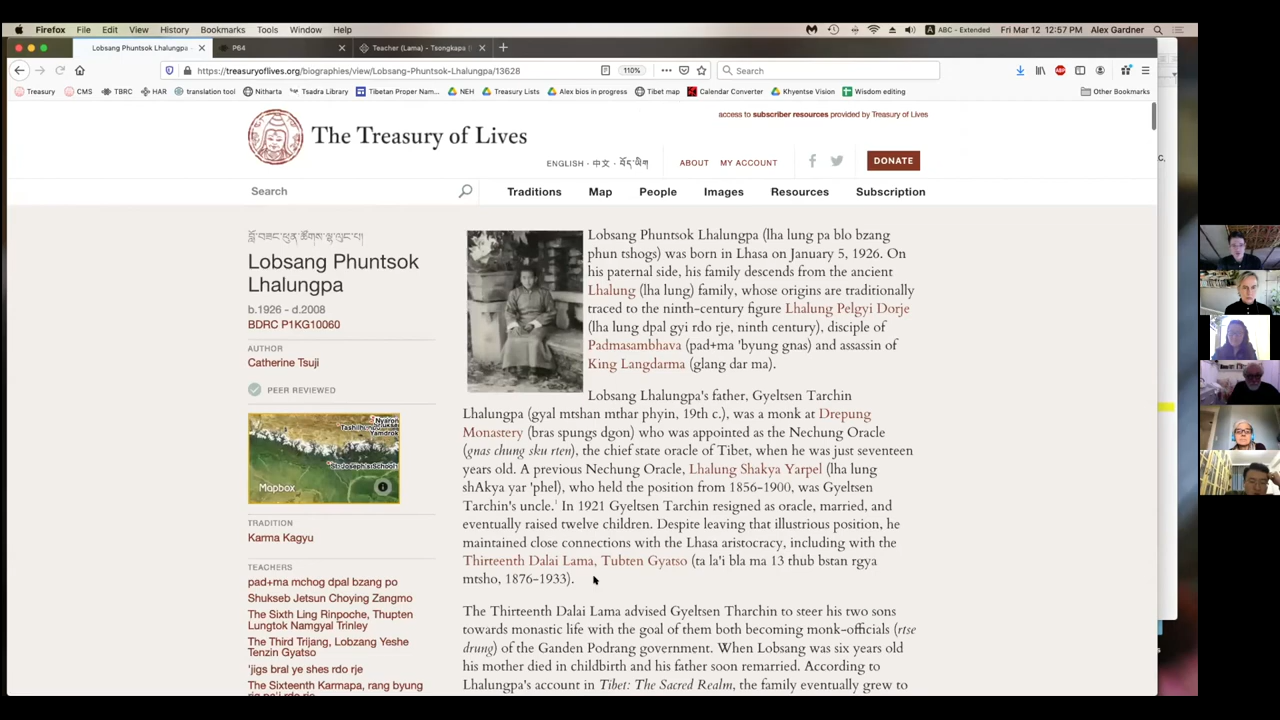 Firefox File Edit View History Bookmarks Tools Window Help
ABC - Extended Fri Mar 12 12:57 PM Alex Gardner
Lobsang Phuntsok Lhalungpa
P64
Teacher (Lama) - Tsongkapa (
https://treasuryoflives.org/biographies/view/Lobsang-Phuntsok-Lhalungpa/13628
110%
Search
Treasury CMS TBRC HAR translation tool Nitharta Tsadra Library Tibetan Proper Nam... NEH Treasury Lists Alex bios in progress Tibet map Calendar Converter Khyentse Vision Wisdom editing Other Bookmarks
The Treasury of Lives
access to subscriber resources provided by Treasury of Lives
ENGLISH · 中文 · བོད་ཡིག
ABOUT MY ACCOUNT
DONATE
Search
Traditions Map People Images Resources Subscription
བློ་བཟང་ཕུན་ཚོགས་ལྷ་ལུང་པ།
Lobsang Phuntsok
Lhalungpa
b.1926 - d.2008
BDRC P1KG10060
AUTHOR
Catherine Tsuji
PEER REVIEWED
Nyaron
Tashil
Yamdrok
St. Joseph's School
Mapbox
TRADITION
Karma Kagyu
TEACHERS
pad+ma mchog dpal bzang po
Shukseb Jetsun Choying Zangmo
The Sixth Ling Rinpoche, Thupten
Lungtok Namgyal Trinley
The Third Trijang, Lobzang Yeshe
Tenzin Gyatso
'jigs bral ye shes rdo rje
The Sixteenth Karmapa, rang byung
Lobsang Phuntsok Lhalungpa (lha lung pa blo bzang
phun tshogs) was born in Lhasa on January 5, 1926. On
his paternal side, his family descends from the ancient
Lhalung (lha lung) family, whose origins are traditionally
traced to the ninth-century figure Lhalung Pelgyi Dorje
(lha lung dpal gyi rdo rje, ninth century), disciple of
Padmasambhava (pad+ma 'byung gnas) and assassin of
King Langdarma (glang dar ma).
Lobsang Lhalungpa's father, Gyeltsen Tarchin
Lhalungpa (gyal mtshan mthar phyin, 19th c.), was a monk at Drepung
Monastery (bras spungs dgon) who was appointed as the Nechung Oracle
(gnas chung sku rten), the chief state oracle of Tibet, when he was just seventeen
years old. A previous Nechung Oracle, Lhalung Shakya Yarpel (lha lung
shAkya yar 'phel), who held the position from 1856-1900, was Gyeltsen
Tarchin's uncle.¹ In 1921 Gyeltsen Tarchin resigned as oracle, married, and
eventually raised twelve children. Despite leaving that illustrious position, he
maintained close connections with the Lhasa aristocracy, including with the
Thirteenth Dalai Lama, Tubten Gyatso (ta la'i bla ma 13 thub bstan rgya
mtsho, 1876-1933).
The Thirteenth Dalai Lama advised Gyeltsen Tharchin to steer his two sons
towards monastic life with the goal of them both becoming monk-officials (rtse
drung) of the Ganden Podrang government. When Lobsang was six years old
his mother died in childbirth and his father soon remarried. According to
Lhalungpa's account in Tibet: The Sacred Realm, the family eventually grew to